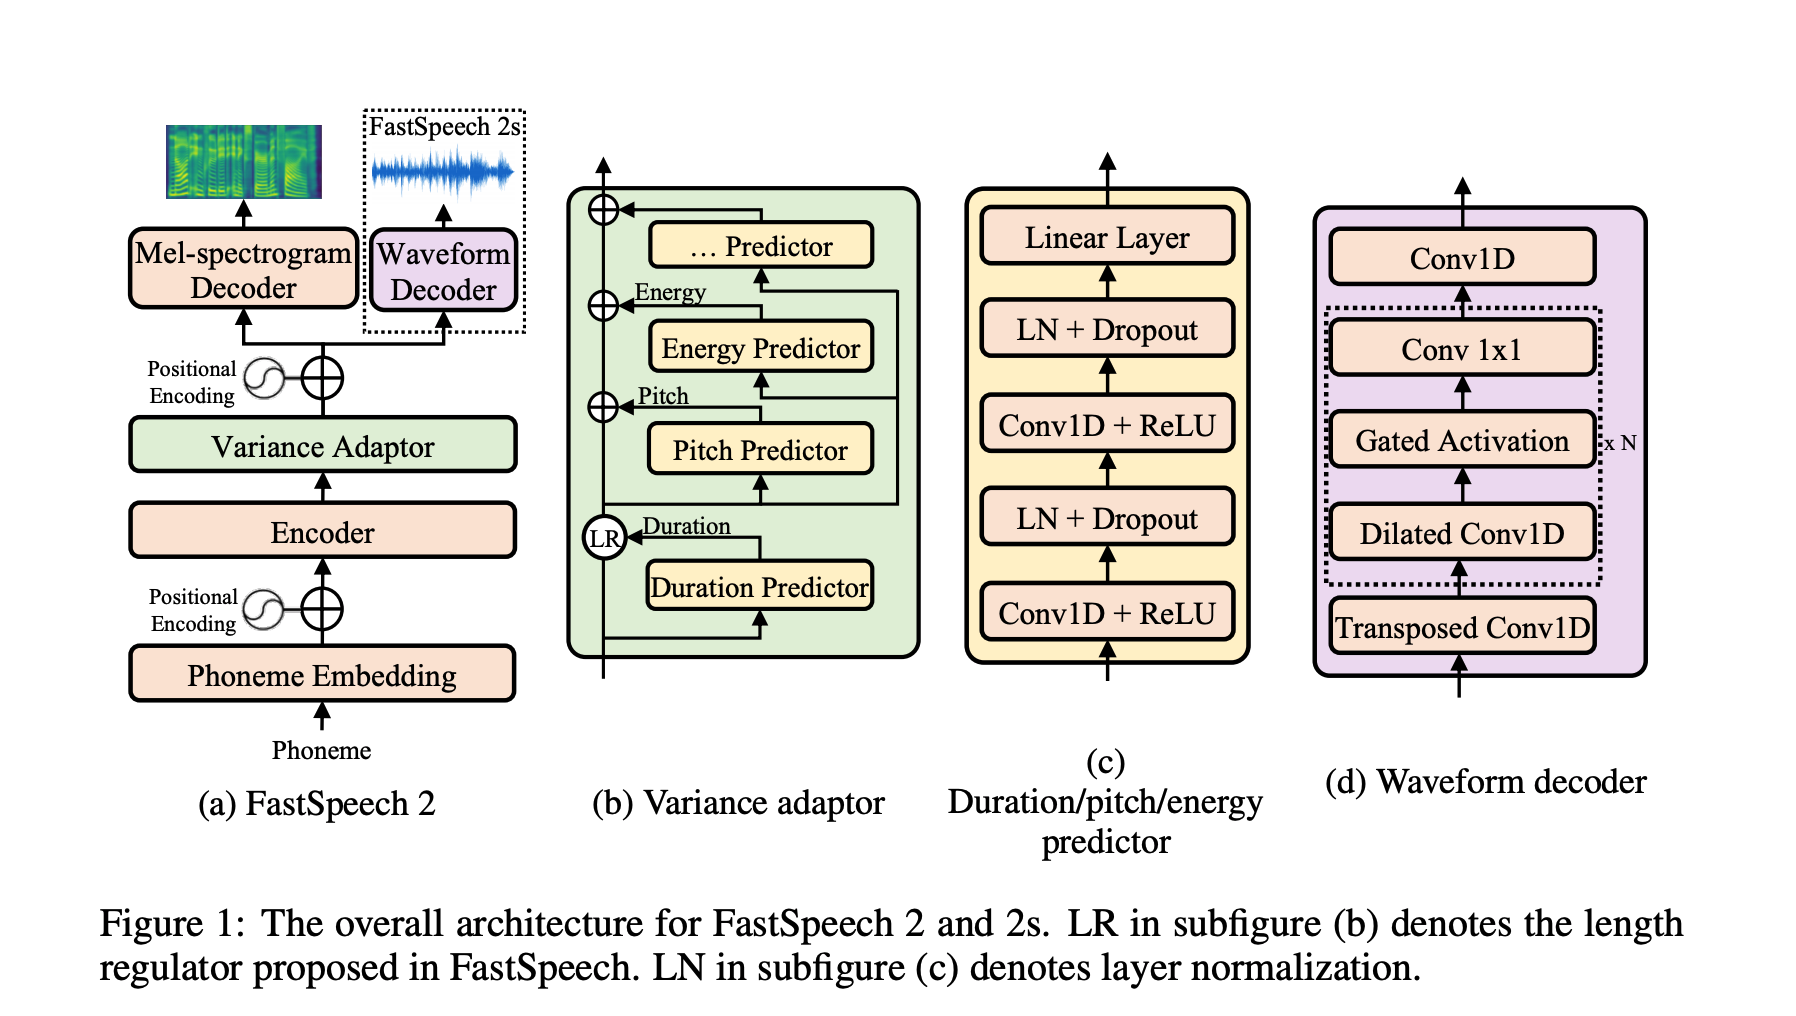 FastSpeech 2s
Mel-spectrogram
Decoder
Waveform
Decoder
Positional
Encoding
Variance Adaptor
Encoder
Positional
Encoding
Phoneme Embedding
Phoneme
(a) FastSpeech 2
... Predictor
Energy
Energy Predictor
Pitch
Pitch Predictor
LR
Duration
Duration Predictor
(b) Variance adaptor
Linear Layer
LN + Dropout
Conv1D + ReLU
LN + Dropout
Conv1D + ReLU
(c)
Duration/pitch/energy
predictor
Conv1D
Conv 1x1
Gated Activation
x N
Dilated Conv1D
Transposed Conv1D
(d) Waveform decoder
Figure 1: The overall architecture for FastSpeech 2 and 2s. LR in subfigure (b) denotes the length
regulator proposed in FastSpeech. LN in subfigure (c) denotes layer normalization.